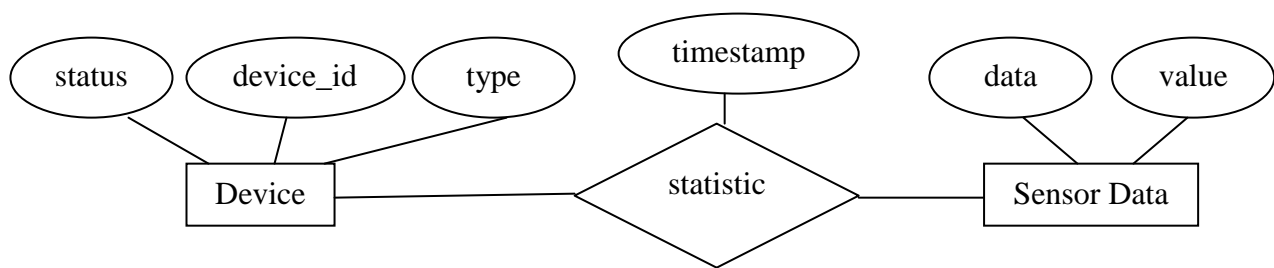 timestamp
status
device_id
type
data
value
statistic
Device
Sensor Data